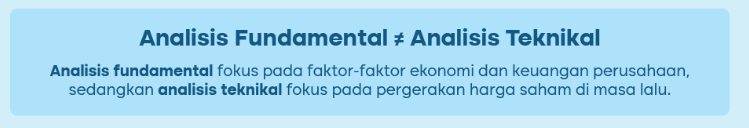 Analisis Fundamental ≠ Analisis Teknikal
Analisis fundamental fokus pada faktor-faktor ekonomi dan keuangan perusahaan,
sedangkan analisis teknikal fokus pada pergerakan harga saham di masa lalu.